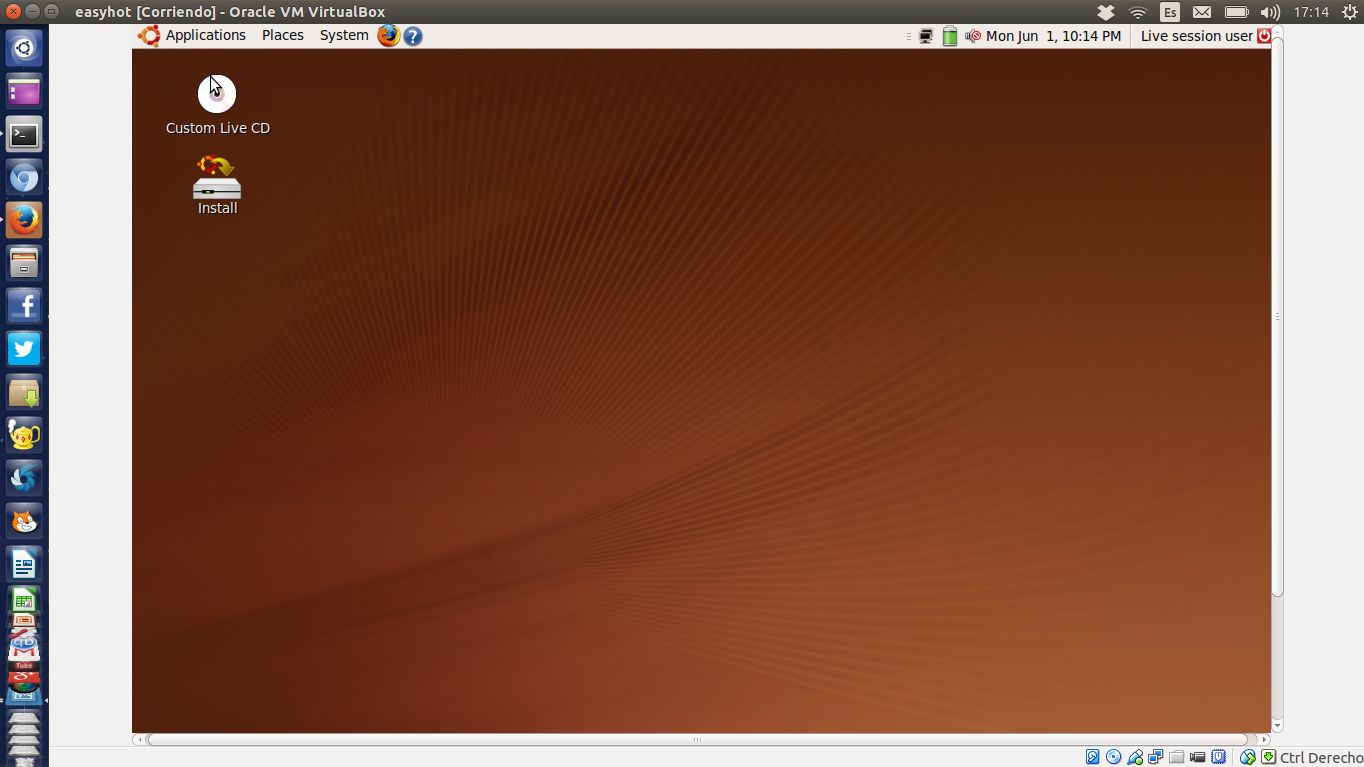 easyhot [Corriendo] - Oracle VM VirtualBox
Es
17:14
Applications Places System
Mon Jun 1, 10:14 PM
Live session user
Custom Live CD
Install
Tube
Ctrl Derecho